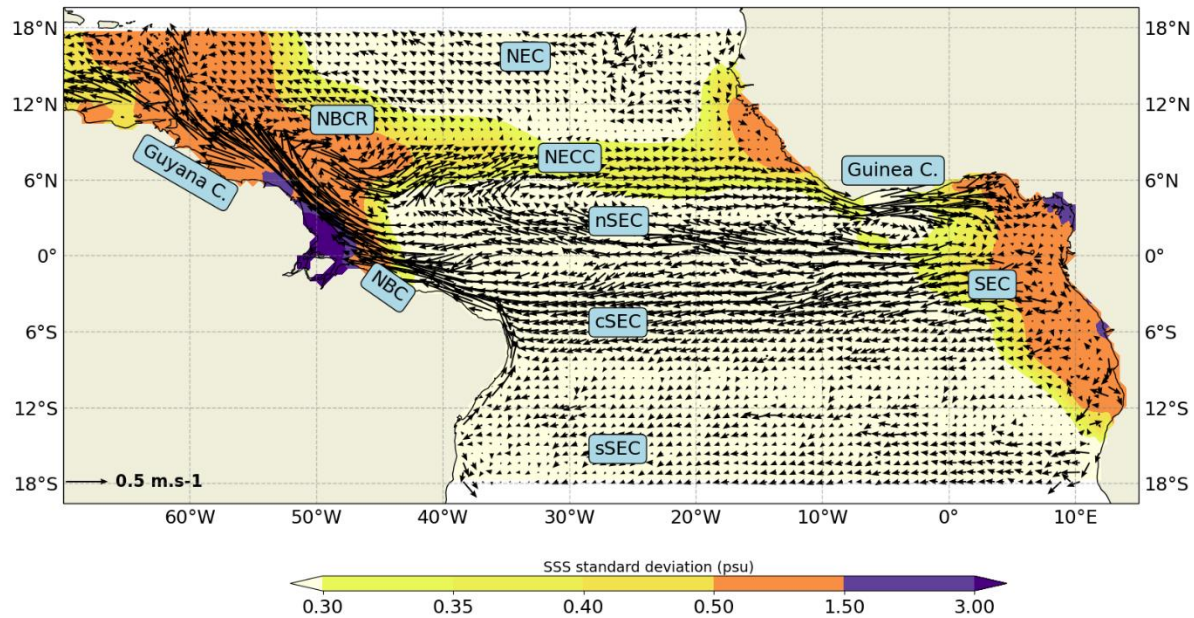 18°N
18°N
NEC
12°N
NBCR
12°N
NECC
Guyana C.
Guinea C.
6°N
6°N
nSEC
0°
0°
NBC
SEC
6°S
cSEC
6°S
12°S
12°S
sSEC
18°S
0.5 m.s-1
18°S
60°W 50°W 40°W 30°W 20°W 10°W 0° 10°E
SSS standard deviation (psu)
0.30 0.35 0.40 0.50 1.50 3.00